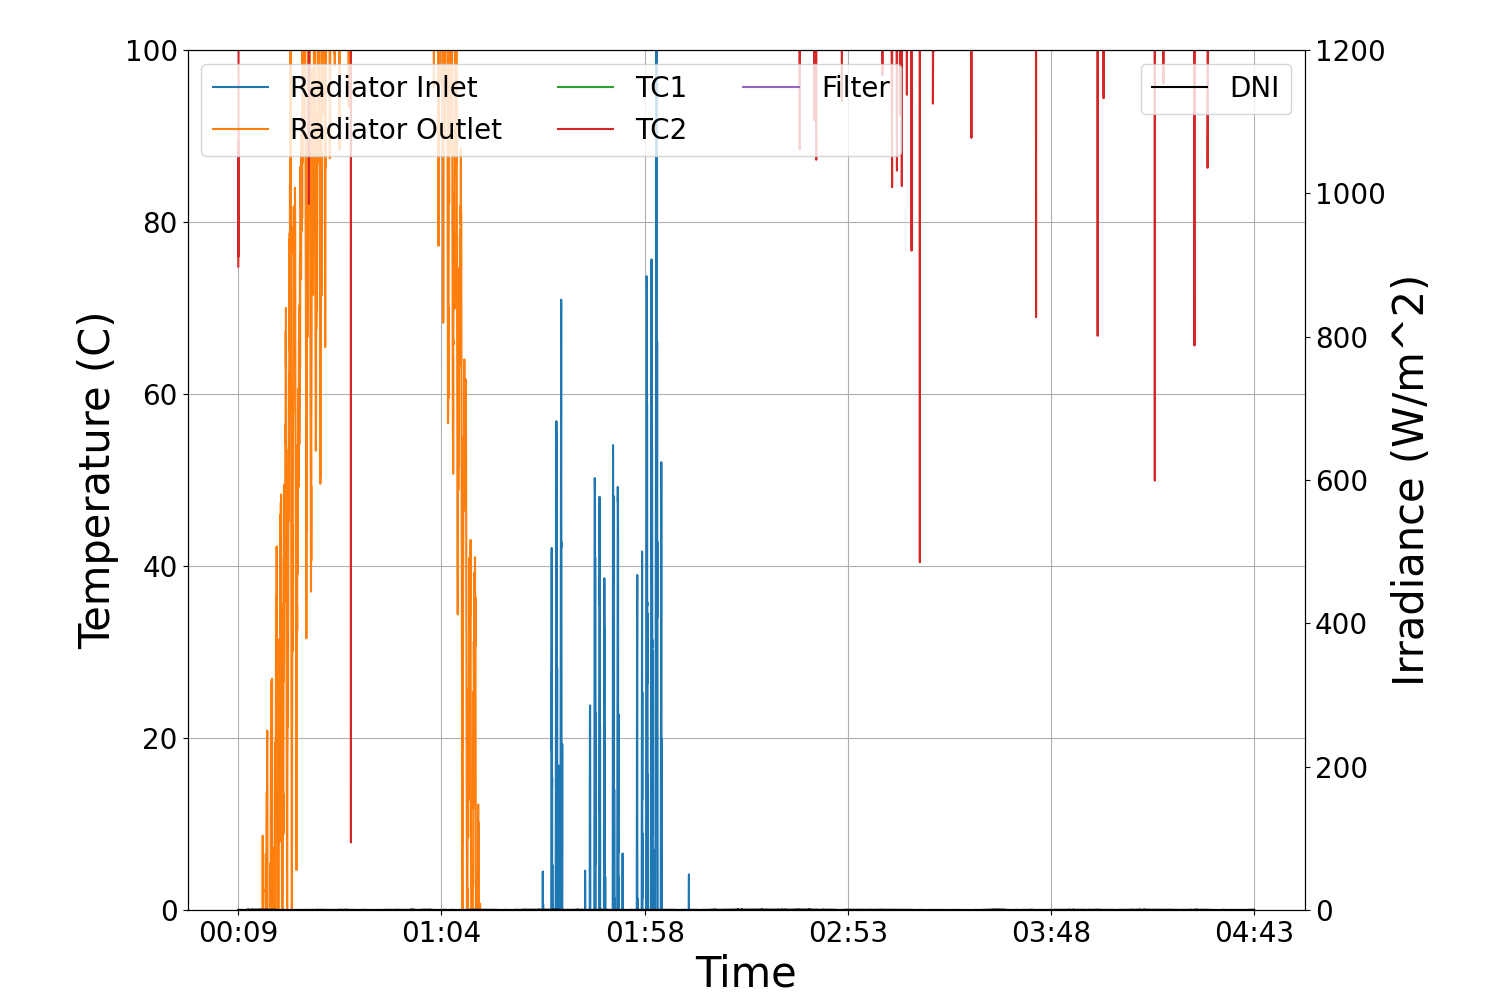 Radiator Inlet
Radiator Outlet
TC1
TC2
Filter
DNI
Temperature (C)
100
80
60
40
20
0
Irradiance (W/m^2)
1200
1000
800
600
400
200
0
00:09 01:04 01:58 02:53 03:48 04:43
Time